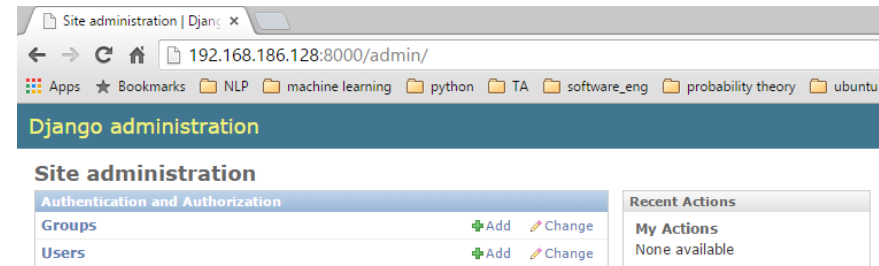 Site administration | Djang
192.168.186.128:8000/admin/
Apps Bookmarks NLP machine learning python TA software_eng probability theory ubuntu
Django administration
Site administration
Authentication and Authorization
Groups Add Change
Users Add Change
Recent Actions
My Actions
None available